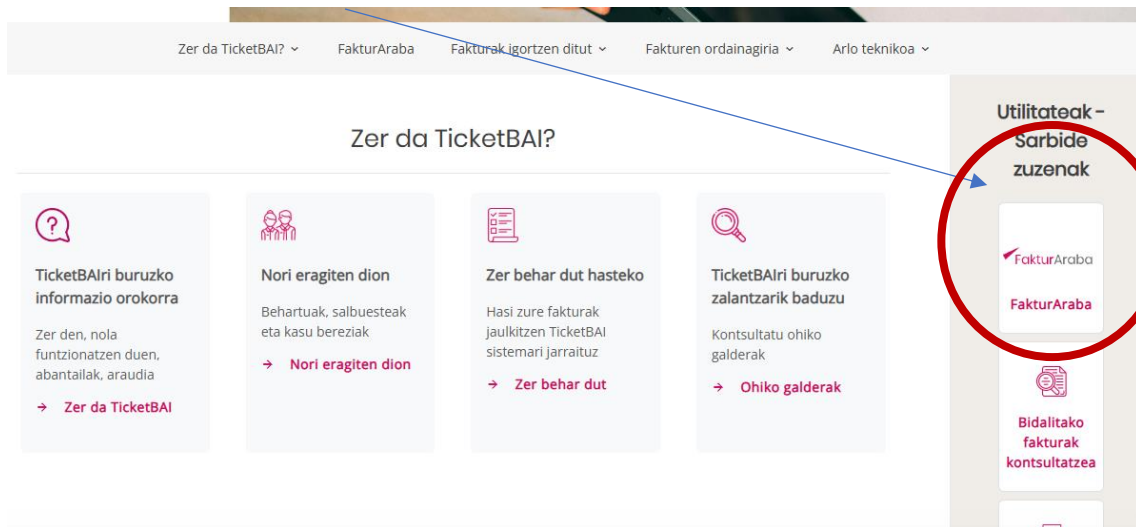 Zer da TicketBAI?
FakturAraba
Fakturak igortzen ditut
Fakturen ordainagiria
Arlo teknikoa
Zer da TicketBAI?
TicketBAIri buruzko
informazio orokorra
Zer den, nola
funtzionatzen duen,
abantailak, araudia
→ Zer da TicketBAI
Nori eragiten dion
Behartuak, salbuesteak
eta kasu bereziak
→ Nori eragiten dion
Zer behar dut hasteko
Hasi zure fakturak
jaulkitzen TicketBAI
sistemari jarraituz
→ Zer behar dut
TicketBAIri buruzko
zalantzarik baduzu
Kontsultatu ohiko
galderak
→ Ohiko galderak
Utilitateak –
Sarbide
zuzenak
FakturAraba
FakturAraba
Bidalitako
fakturak
kontsultatzea